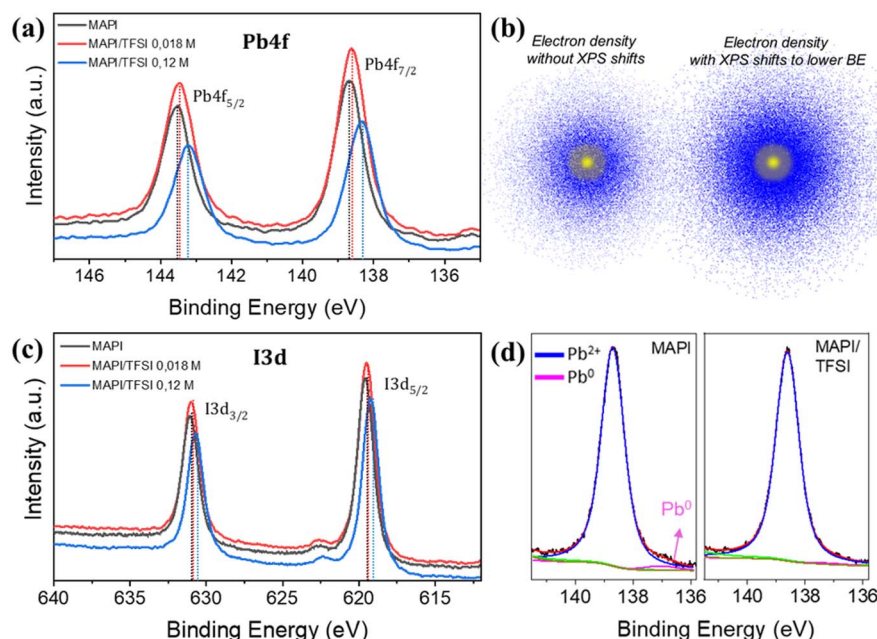 (a)
MAPI
MAPI/TFSI 0,018 M
MAPI/TFSI 0,12 M
Pb4f
Pb4f5/2
Pb4f7/2
Intensity (a.u.)
146 144 142 140 138 136
Binding Energy (eV)
(b)
Electron density
without XPS shifts
Electron density
with XPS shifts to lower BE
(c)
MAPI
MAPI/TFSI 0,018 M
MAPI/TFSI 0,12 M
I3d
I3d3/2
I3d5/2
Intensity (a.u.)
640 635 630 625 620 615
Binding Energy (eV)
(d)
Pb2+
Pb0
MAPI
Pb0
MAPI/
TFSI
140 138 136 140 138 136
Binding Energy (eV)